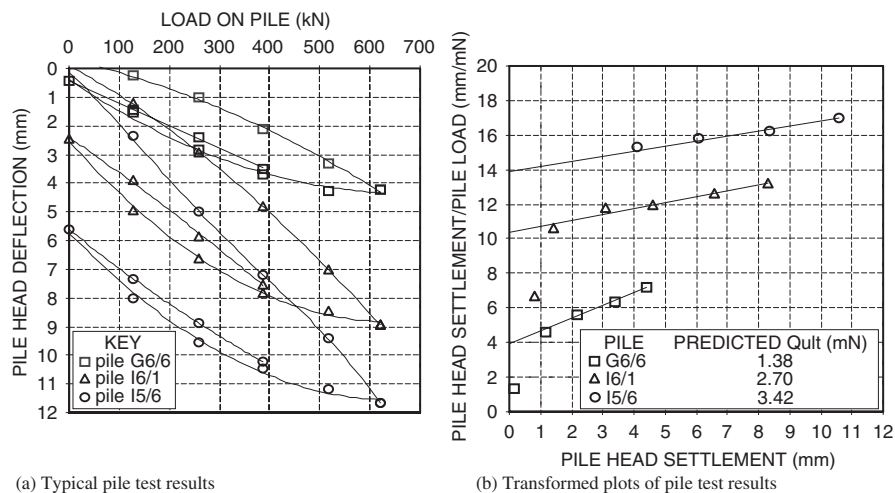 LOAD ON PILE (kN)
0 100 200 300 400 500 600 700
PILE HEAD DEFLECTION (mm)
0
1
2
3
4
5
6
7
8
9
10
11
12
KEY
pile G6/6
pile I6/1
pile I5/6
(a) Typical pile test results
PILE HEAD SETTLEMENT/PILE LOAD (mm/mN)
20
18
16
14
12
10
8
6
4
2
0
PILE PREDICTED Qult (mN)
G6/6 1.38
I6/1 2.70
I5/6 3.42
0 1 2 3 4 5 6 7 8 9 10 11 12
PILE HEAD SETTLEMENT (mm)
(b) Transformed plots of pile test results